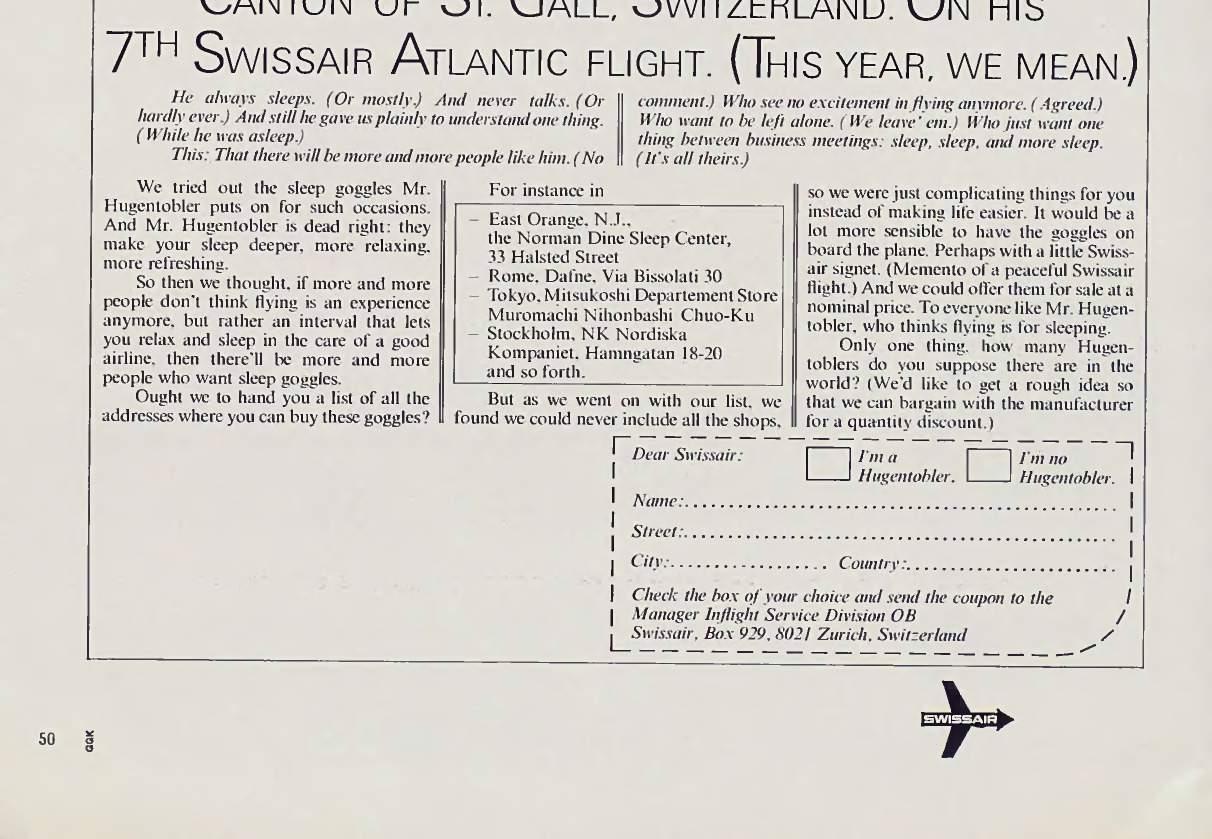 CANTON OF ST. GALL, SWITZERLAND. ON HIS
7TH SWISSAIR ATLANTIC FLIGHT. (THIS YEAR, WE MEAN.)
He always sleeps. (Or mostly.) And never talks. (Or
hardly ever.) And still he gave us plainly to understand one thing.
(While he was asleep.)
This: That there will be more and more people like him. (No
comment.) Who see no excitement in flying anymore. (Agreed.)
Who want to be left alone. (We leave' em.) Who just want one
thing between business meetings: sleep, sleep, and more sleep.
(It's all theirs.)
We tried out the sleep goggles Mr.
Hugentobler puts on for such occasions.
And Mr. Hugentobler is dead right: they
make your sleep deeper, more relaxing,
more refreshing.
So then we thought, if more and more
people don't think flying is an experience
anymore, but rather an interval that lets
you relax and sleep in the care of a good
airline, then there'll be more and more
people who want sleep goggles.
Ought we to hand you a list of all the
addresses where you can buy these goggles?
For instance in
– East Orange, N.J.,
the Norman Dine Sleep Center,
33 Halsted Street
– Rome, Dafne, Via Bissolati 30
– Tokyo, Mitsukoshi Departement Store
Muromachi Nihonbashi Chuo-Ku
– Stockholm, NK Nordiska
Kompaniet, Hamngatan 18-20
and so forth.
But as we went on with our list, we
found we could never include all the shops,
so we were just complicating things for you
instead of making life easier. It would be a
lot more sensible to have the goggles on
board the plane. Perhaps with a little Swiss-
air signet. (Memento of a peaceful Swissair
flight.) And we could offer them for sale at a
nominal price. To everyone like Mr. Hugen-
tobler, who thinks flying is for sleeping.
Only one thing, how many Hugen-
toblers do you suppose there are in the
world? (We'd like to get a rough idea so
that we can bargain with the manufacturer
for a quantity discount.)
Dear Swissair:
I'm a
Hugentobler.
I'm no
Hugentobler.
Name:
Street:
City: Country:
Check the box of your choice and send the coupon to the
Manager Inflight Service Division OB
Swissair, Box 929, 8021 Zurich, Switzerland
SWISSAIR
50
GGK